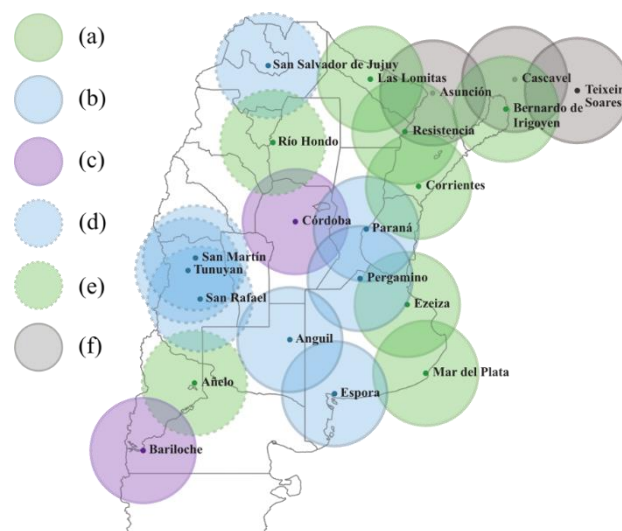 (a)
(b)
(c)
(d)
(e)
(f)
San Salvador de Jujuy
Las Lomitas
Asunción
Cascavel
Teixeira
Soares
Bernardo de
Irigoyen
Río Hondo
Resistencia
Corrientes
Córdoba
Paraná
San Martín
Tunuyan
Pergamino
San Rafael
Ezeiza
Anguil
Mar del Plata
Añelo
Espora
Bariloche